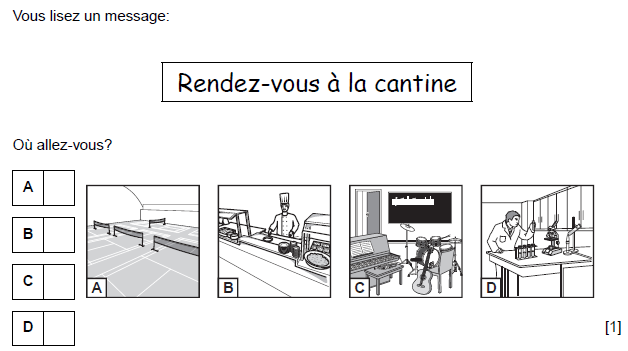 Vous lisez un message:
Rendez-vous à la cantine
Où allez-vous?
A
B
C
D
A
B
C
D
[1]